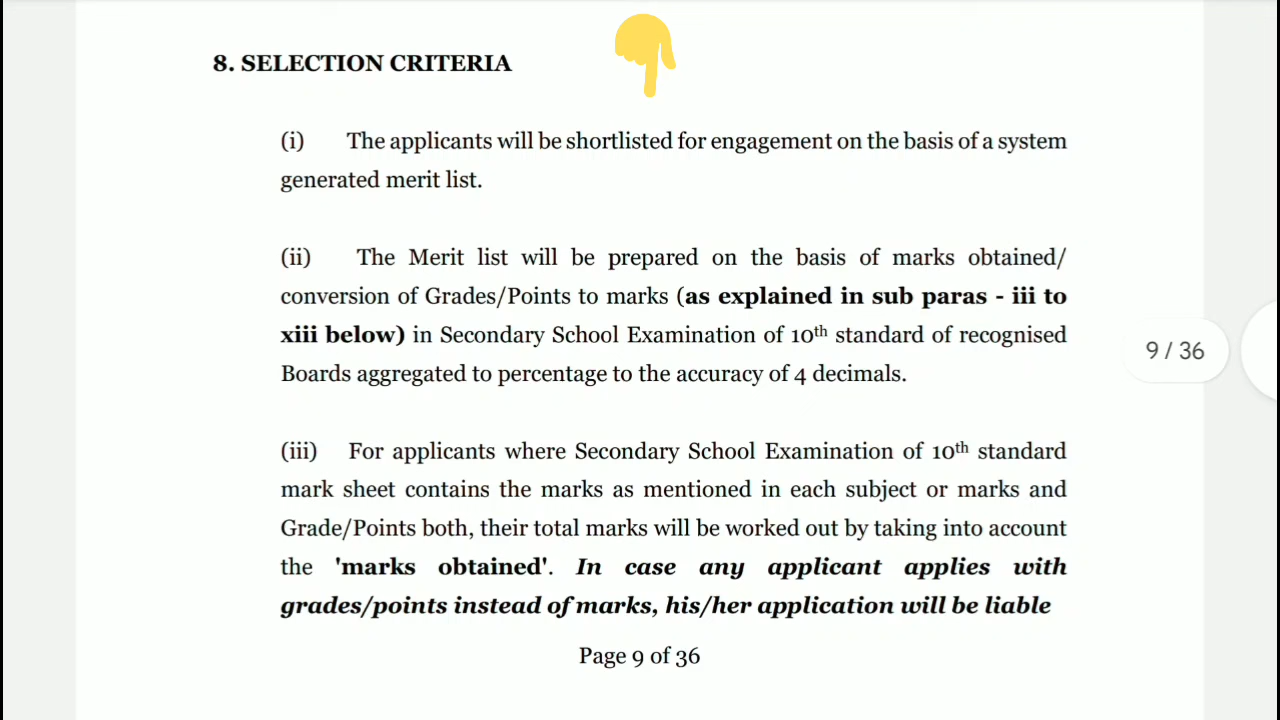 8. SELECTION CRITERIA
(i) The applicants will be shortlisted for engagement on the basis of a system
generated merit list.
(ii) The Merit list will be prepared on the basis of marks obtained/
conversion of Grades/Points to marks (as explained in sub paras - iii to
xiii below) in Secondary School Examination of 10th standard of recognised
Boards aggregated to percentage to the accuracy of 4 decimals.
9 / 36
(iii) For applicants where Secondary School Examination of 10th standard
mark sheet contains the marks as mentioned in each subject or marks and
Grade/Points both, their total marks will be worked out by taking into account
the 'marks obtained'. In case any applicant applies with
grades/points instead of marks, his/her application will be liable
Page 9 of 36